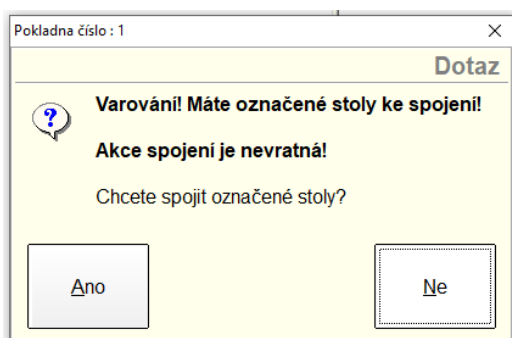 Pokladna číslo : 1
Dotaz
Varování! Máte označené stoly ke spojení!
Akce spojení je nevratná!
Chcete spojit označené stoly?
Ano
Ne